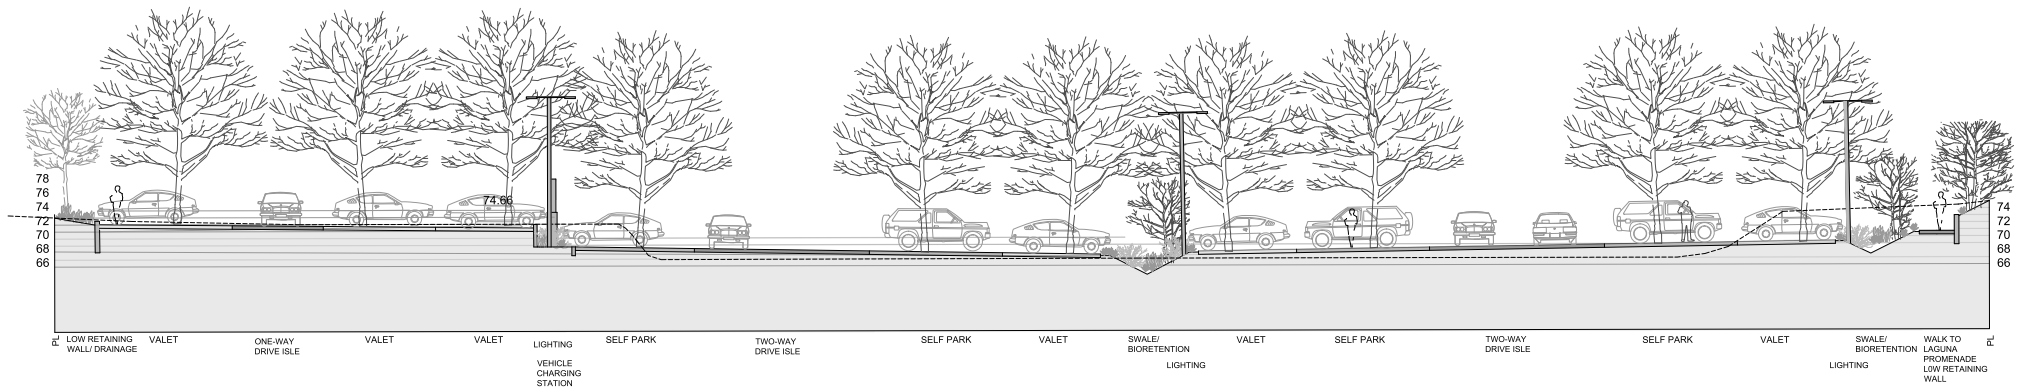 78
76
74
72
70
68
66
74.66
74
72
70
68
66
PL
LOW RETAINING
WALL/ DRAINAGE
VALET
ONE-WAY
DRIVE ISLE
VALET
VALET
LIGHTING
VEHICLE
CHARGING
STATION
SELF PARK
TWO-WAY
DRIVE ISLE
SELF PARK
VALET
SWALE/
BIORETENTION
LIGHTING
VALET
SELF PARK
TWO-WAY
DRIVE ISLE
SELF PARK
VALET
LIGHTING
SWALE/
BIORETENTION
WALK TO
LAGUNA
PROMENADE
L0W RETAINING
WALL
PL